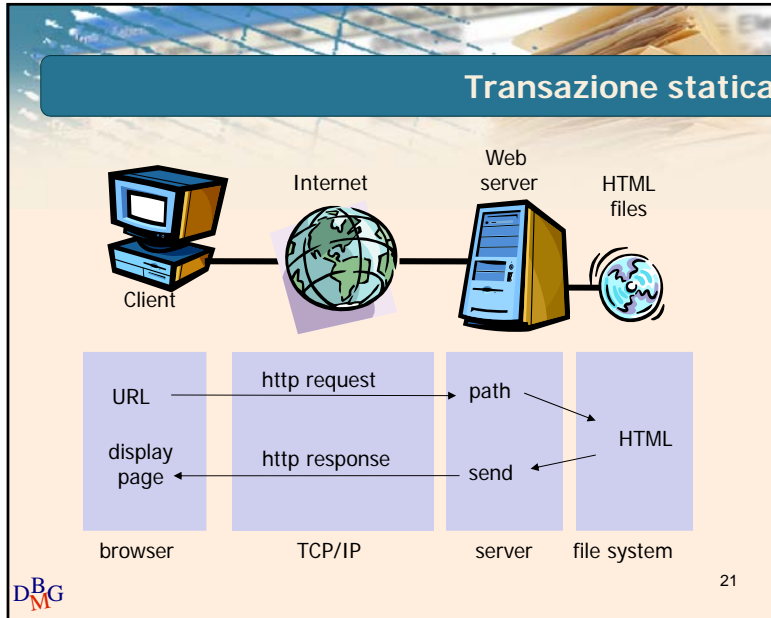 Transazione statica
Internet
Web
server
HTML
files
Client
URL
http request
path
HTML
display
page
http response
send
browser
TCP/IP
server
file system
DBMG
21